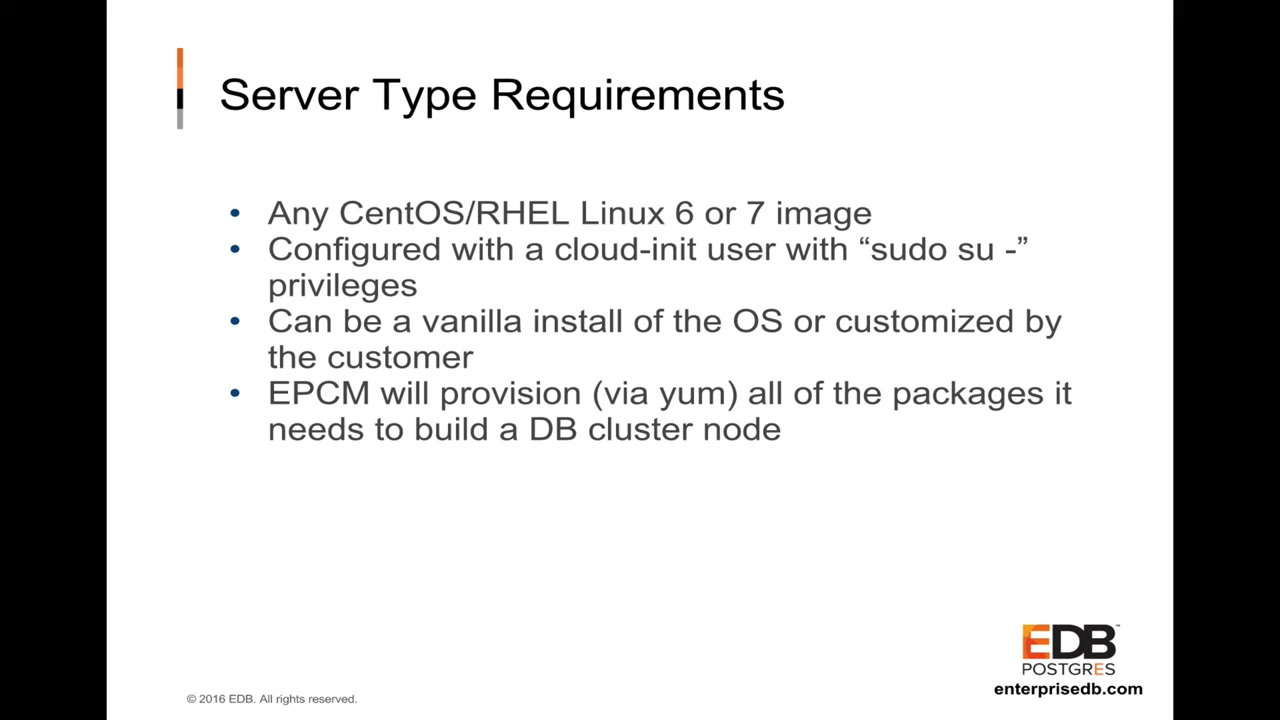 Server Type Requirements
• Any CentOS/RHEL Linux 6 or 7 image
• Configured with a cloud-init user with “sudo su -”
privileges
• Can be a vanilla install of the OS or customized by
the customer
• EPCM will provision (via yum) all of the packages it
needs to build a DB cluster node
EDB™
POSTGRES
enterprisedb.com
© 2016 EDB. All rights reserved.